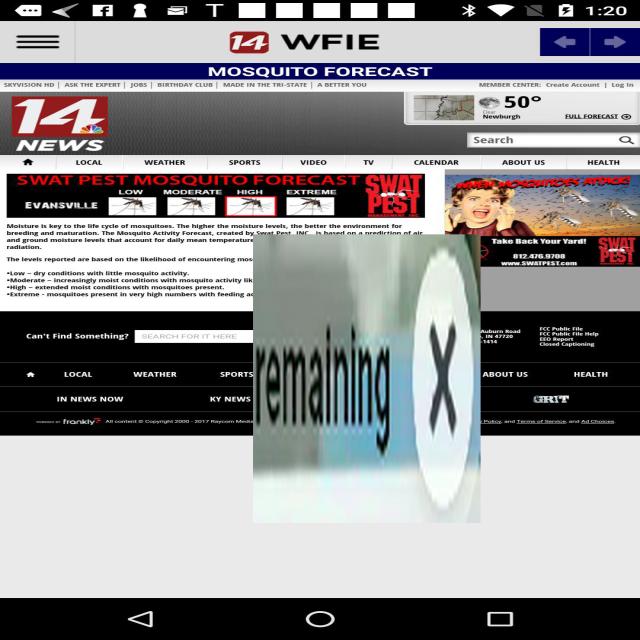 1:20
14 WFIE
MOSQUITO FORECAST
SKYVISION HD | ASK THE EXPERT | JOBS | BIRTHDAY CLUB | MADE IN THE TRI-STATE | A BETTER YOU
MEMBER CENTER: Create Account | Log In
14
NEWS
50°
Clear
Newburgh
FULL FORECAST
Search
LOCAL WEATHER SPORTS VIDEO TV CALENDAR ABOUT US HEALTH
SWAT PEST MOSQUITO FORECAST
LOW MODERATE HIGH EXTREME
EVANSVILLE
SWAT
PEST
WHEN MOSQUITOES ATTACK!
Take Back Your Yard!
812.476.9708
www.SWATPEST.com
SWAT
PEST
Moisture is key to the life cycle of mosquitoes. The higher the moisture levels, the better the environment for
breeding and maturation. The Mosquito Activity Forecast, created by Swat Pest, INC., is based on a prediction of air
and ground moisture levels that account for daily mean temperature
radiation.
The levels reported are based on the likelihood of encountering mos
•Low – dry conditions with little mosquito activity.
•Moderate – increasingly moist conditions with mosquito activity lik
•High – extended moist conditions with mosquitoes present.
•Extreme - mosquitoes present in very high numbers with feeding ac
remaining X
Can't Find Something?
SEARCH FOR IT HERE
Auburn Road
, IN 47720
-1414
FCC Public File
FCC Public File Help
EEO Report
Closed Captioning
LOCAL WEATHER SPORTS ABOUT US HEALTH
IN NEWS NOW KY NEWS GRIT
POWERED BY frankly
All content © Copyright 2000 - 2017 Raycom Media
Policy, and Terms of Service, and Ad Choices.